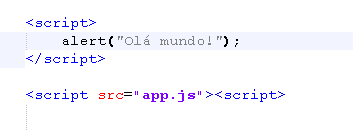 <script>
alert("Olá mundo!");
</script>
<script src="app.js"><script>